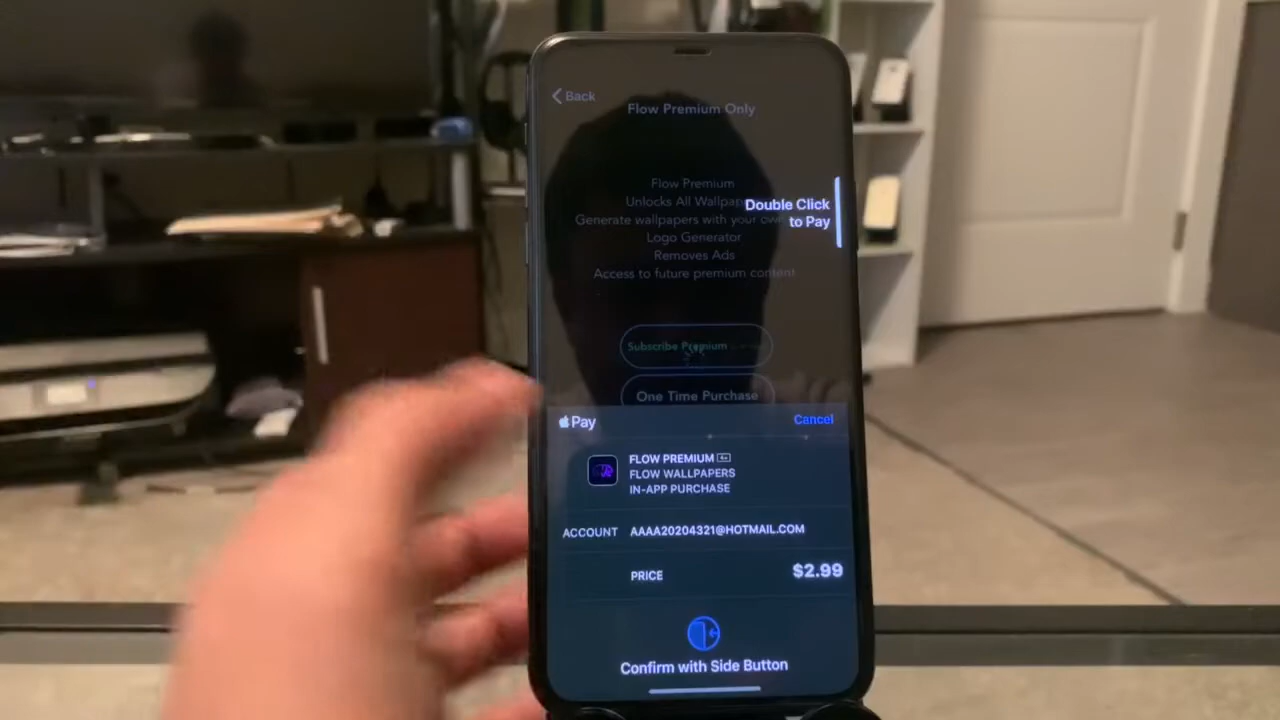 Back
Flow Premium Only
Flow Premium
Unlocks All
Generate wallpapers with your
Logo Generator
Removes Ads
Access to future premium content
Double Click
to Pay
Subscribe Premium
One Time Purchase
Pay
Cancel
FLOW PREMIUM 4+
FLOW WALLPAPERS
IN-APP PURCHASE
ACCOUNT AAAA20204321@HOTMAIL.COM
PRICE $2.99
Confirm with Side Button